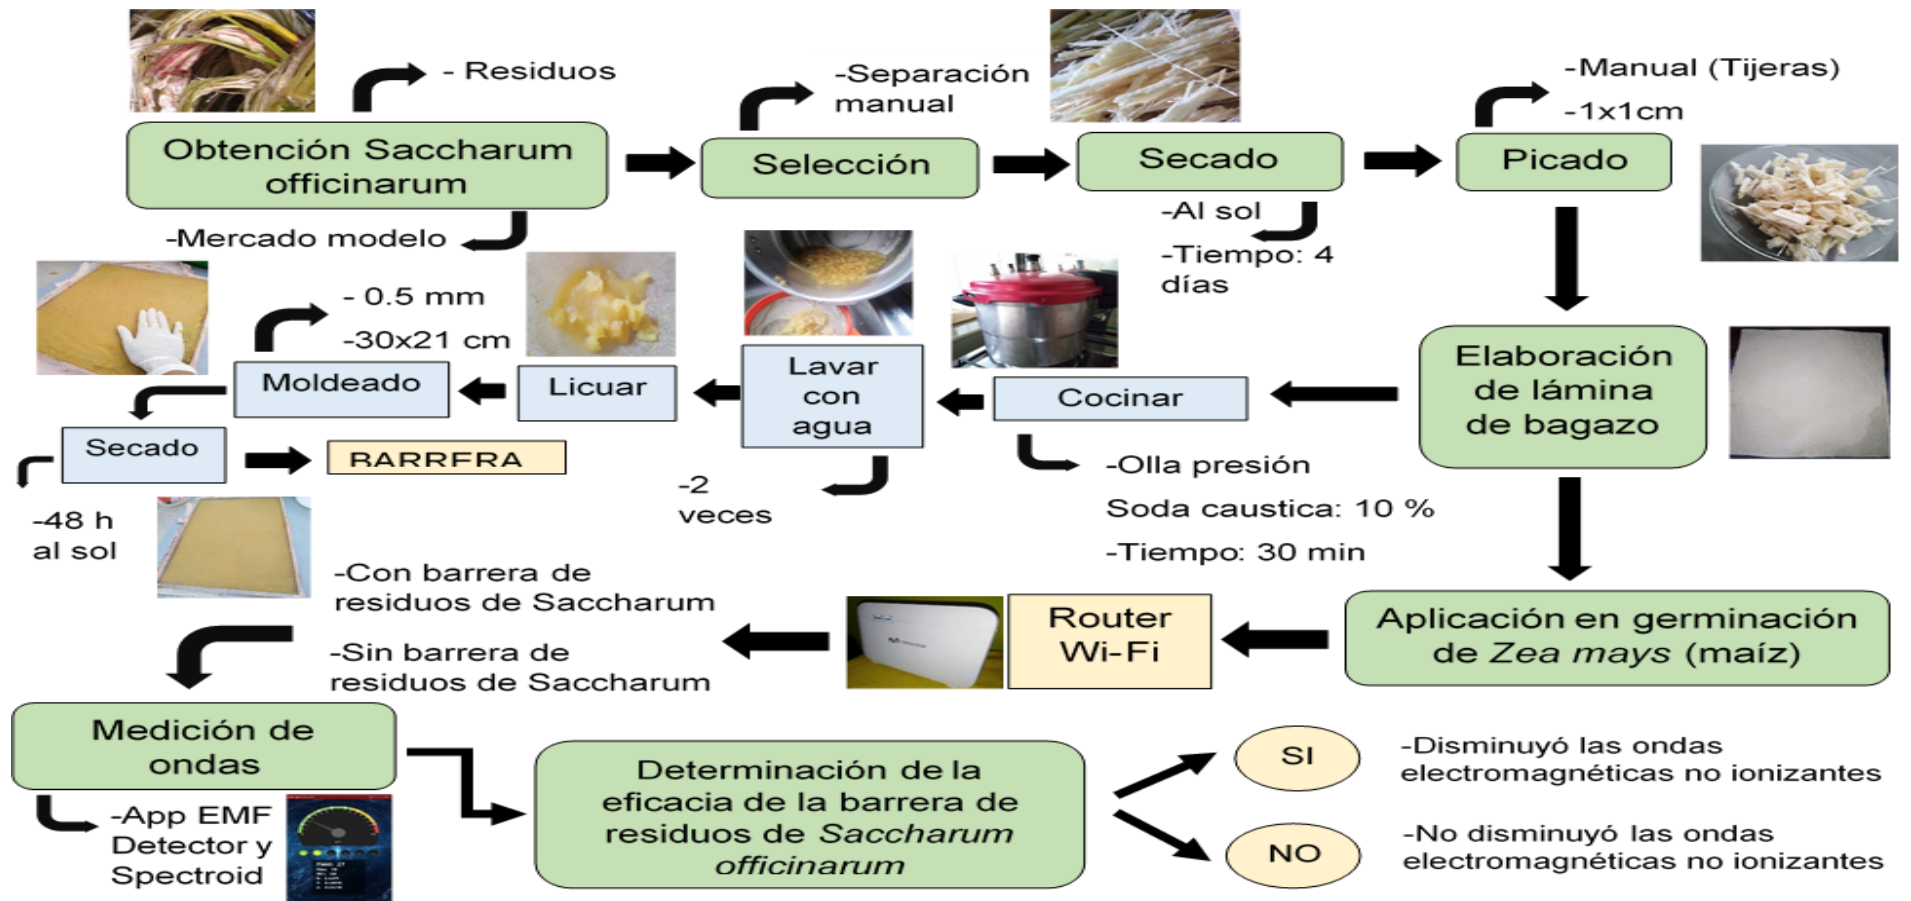 - Residuos
Obtención Saccharum
officinarum
-Mercado modelo
-Separación
manual
Selección
Secado
-Al sol
-Tiempo: 4
días
-Manual (Tijeras)
-1x1cm
Picado
Elaboración
de lámina
de bagazo
Cocinar
-Olla presión
Soda caustica: 10 %
-Tiempo: 30 min
Lavar
con
agua
-2
veces
Licuar
- 0.5 mm
-30x21 cm
Moldeado
Secado
-48 h
al sol
BARRERA
Aplicación en germinación
de Zea mays (maíz)
Router
Wi-Fi
-Con barrera de
residuos de Saccharum
-Sin barrera de
residuos de Saccharum
Medición de
ondas
-App EMF
Detector y
Spectroid
Determinación de la
eficacia de la barrera de
residuos de Saccharum
officinarum
SI
-Disminuyó las ondas
electromagnéticas no ionizantes
NO
-No disminuyó las ondas
electromagnéticas no ionizantes